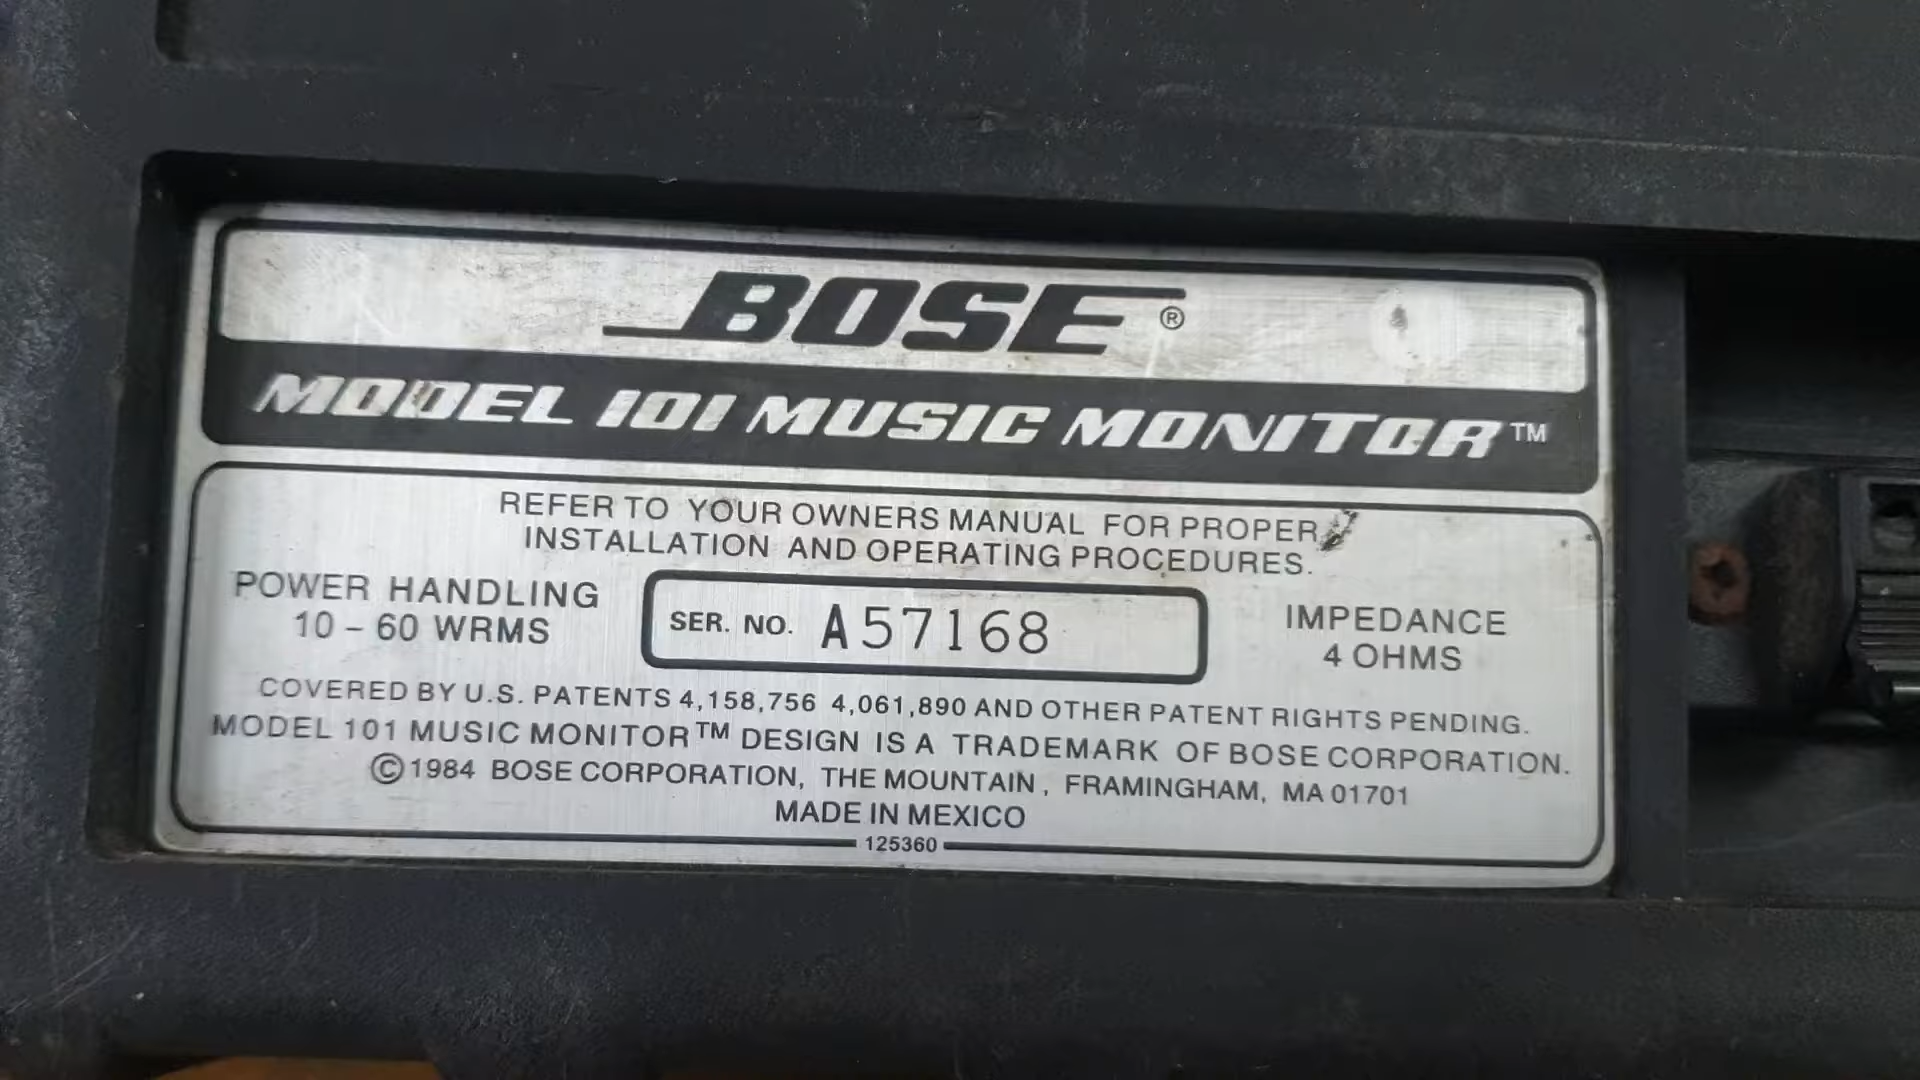 BOSE®
MODEL 101 MUSIC MONITOR™
REFER TO YOUR OWNERS MANUAL FOR PROPER
INSTALLATION AND OPERATING PROCEDURES.
POWER HANDLING
10 – 60 WRMS
SER. NO. A57168
IMPEDANCE
4 OHMS
COVERED BY U.S. PATENTS 4,158,756 4,061,890 AND OTHER PATENT RIGHTS PENDING.
MODEL 101 MUSIC MONITOR™ DESIGN IS A TRADEMARK OF BOSE CORPORATION.
©1984 BOSE CORPORATION, THE MOUNTAIN, FRAMINGHAM, MA 01701
MADE IN MEXICO
125360